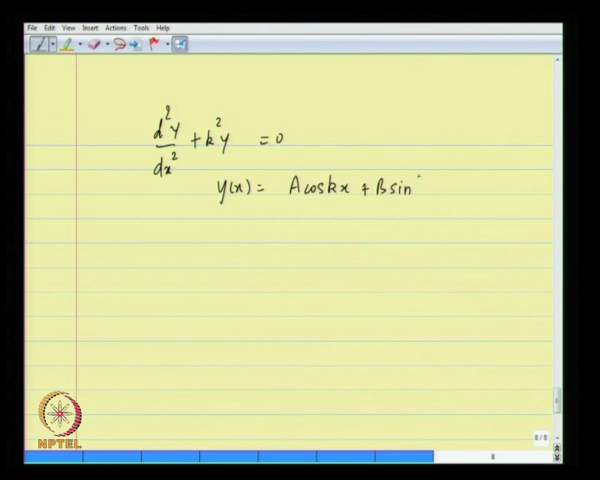 File Edit View Insert Actions Tools Help
d²y/dx² + k²y = 0
y(x) = A cos kx + B sin
NPTEL
8/8
8